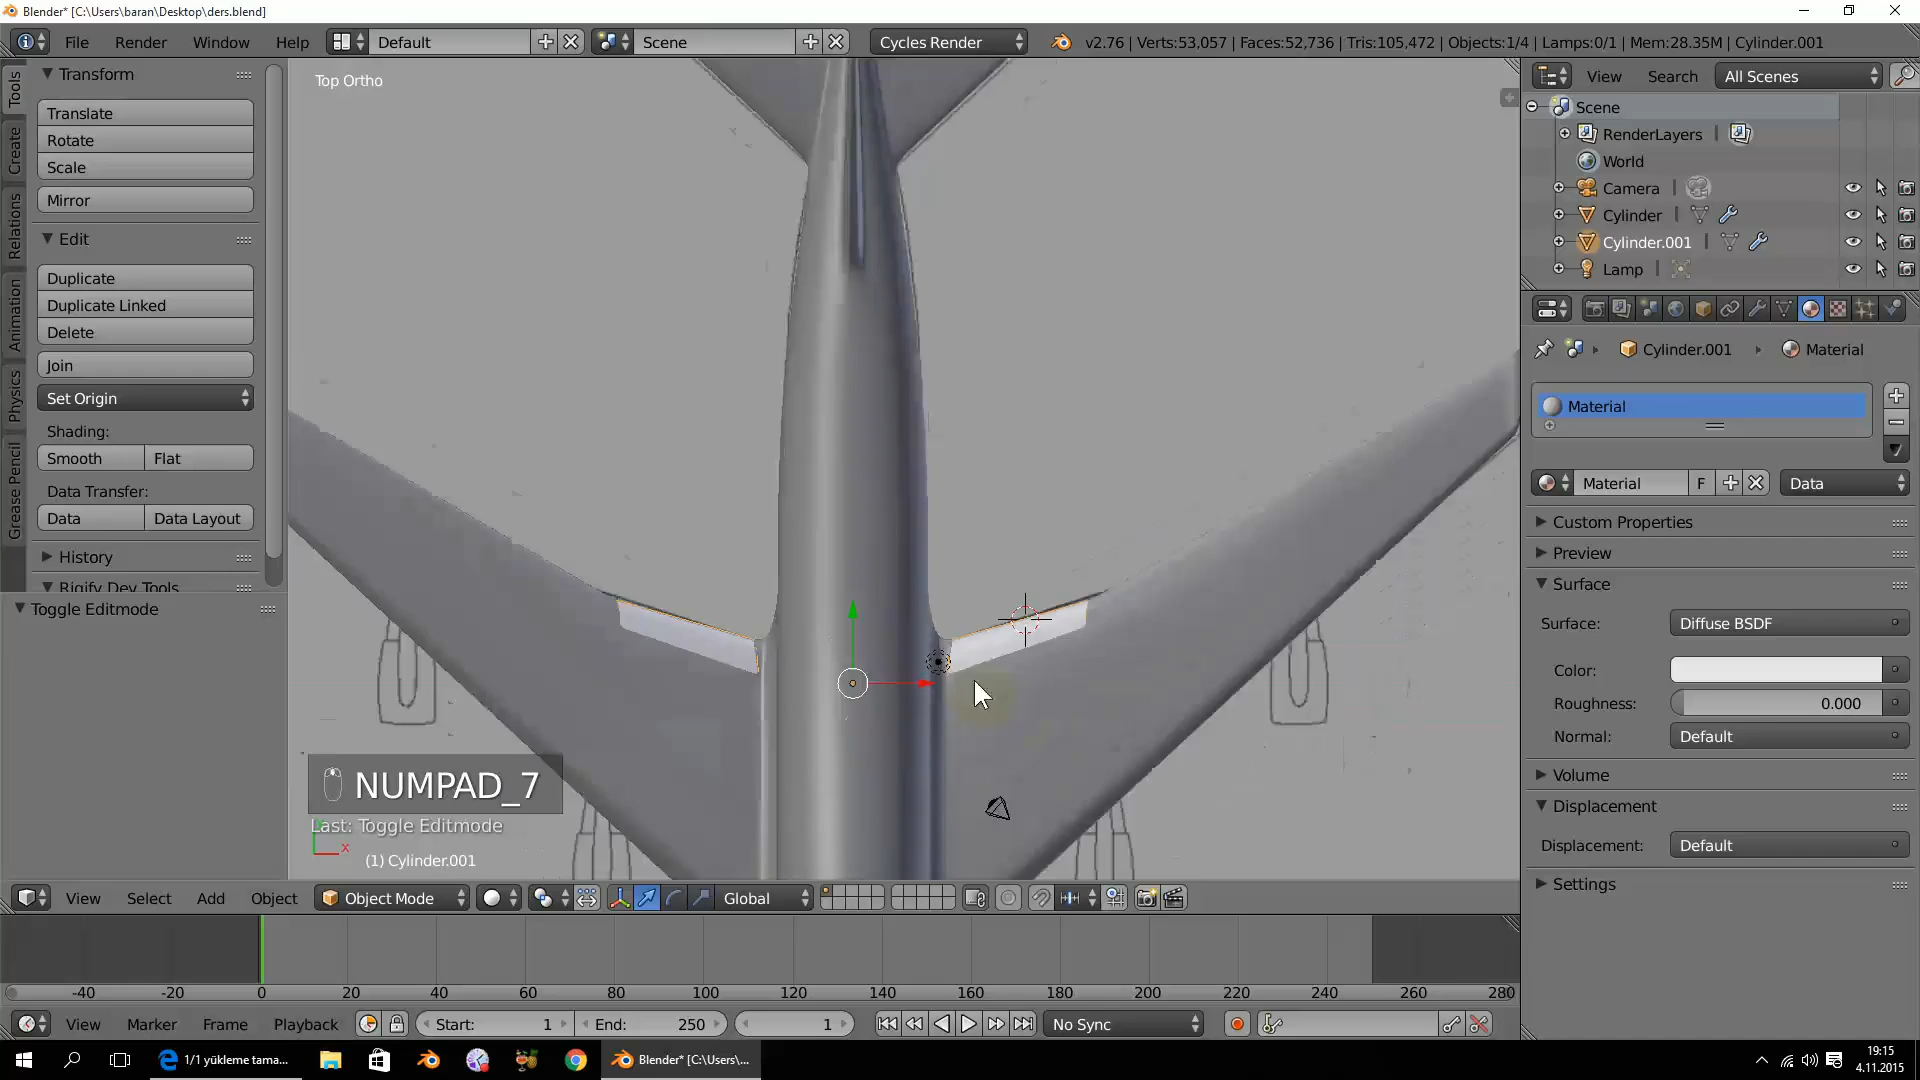 Blender* [C:\Users\baran\Desktop\ders.blend]
File Render Window Help Default Scene Cycles Render v2.76 | Verts:53,057 | Faces:52,736 | Tris:105,472 | Objects:1/4 | Lamps:0/1 | Mem:28.35M | Cylinder.001
Tools
Create
Relations
Animation
Physics
Grease Pencil
Transform
Translate
Rotate
Scale
Mirror
Edit
Duplicate
Duplicate Linked
Delete
Join
Set Origin
Shading:
Smooth Flat
Data Transfer:
Data Data Layout
History
Rigify Dev Tools
Toggle Editmode
Top Ortho
NUMPAD_7
Last: Toggle Editmode
x
(1) Cylinder.001
View Select Add Object Object Mode Global
View Search All Scenes
Scene
RenderLayers |
World
Camera |
Cylinder |
Cylinder.001 |
Lamp |
Cylinder.001 Material
Material
Material F Data
Custom Properties
Preview
Surface
Surface: Diffuse BSDF
Color:
Roughness: 0.000
Normal: Default
Volume
Displacement
Displacement: Default
Settings
-40 -20 0 20 40 60 80 100 120 140 160 180 200 220 240 260 280
View Marker Frame Playback Start: 1 End: 250 1 No Sync
1/1 yükleme tama... Blender* [C:\Users\... 19:15
4.11.2015